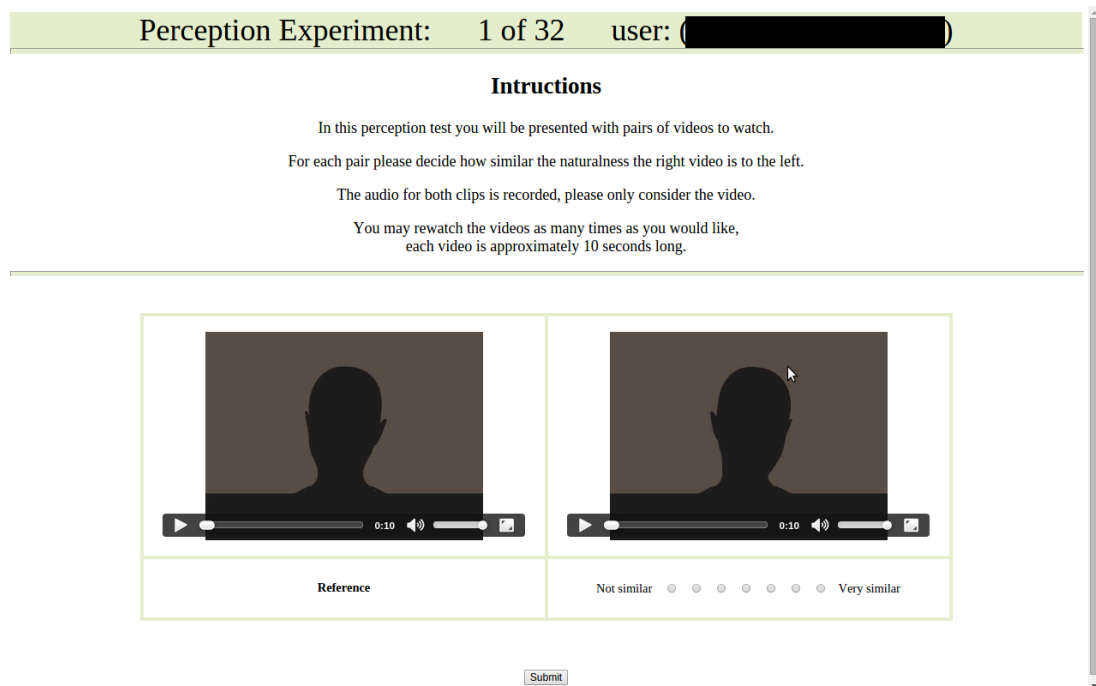 Perception Experiment: 1 of 32 user: ( )
Intructions
In this perception test you will be presented with pairs of videos to watch.
For each pair please decide how similar the naturalness the right video is to the left.
The audio for both clips is recorded, please only consider the video.
You may rewatch the videos as many times as you would like,
each video is approximately 10 seconds long.
0:10
0:10
Reference
Not similar Very similar
Submit